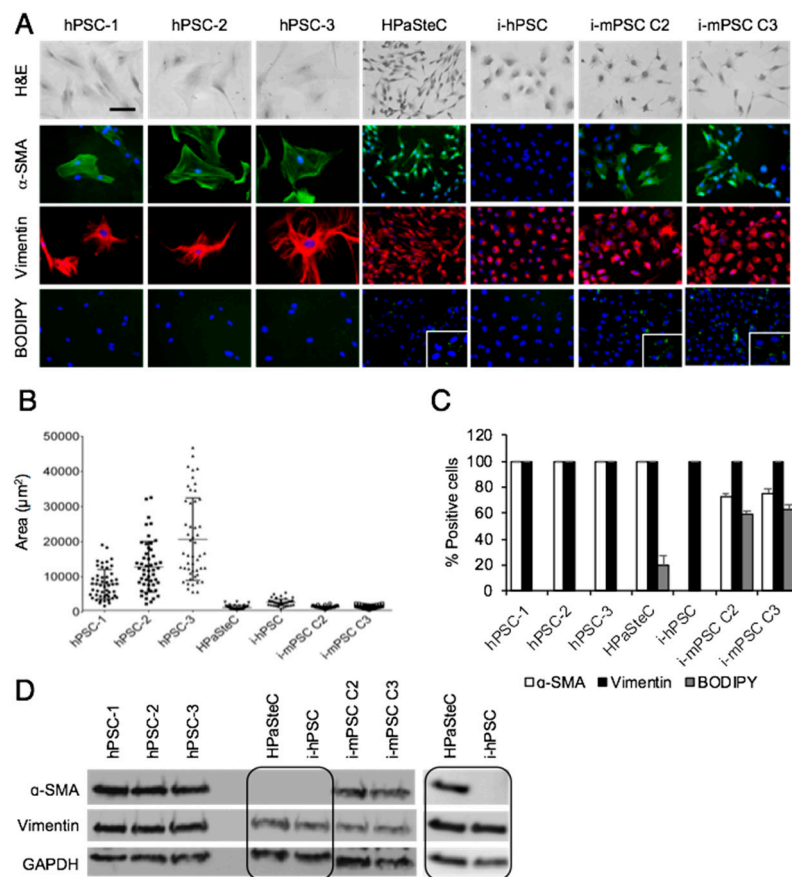 A
hPSC-1 hPSC-2 hPSC-3 HPaSteC i-hPSC i-mPSC C2 i-mPSC C3
H&E
α-SMA
Vimentin
BODIPY
B
Area (µm²)
50000
40000
30000
20000
10000
0
hPSC-1 hPSC-2 hPSC-3 HPaSteC i-hPSC i-mPSC C2 i-mPSC C3
C
% Positive cells
120
100
80
60
40
20
0
hPSC-1 hPSC-2 hPSC-3 HPaSteC i-hPSC i-mPSC C2 i-mPSC C3
α-SMA Vimentin BODIPY
D
hPSC-1 hPSC-2 hPSC-3 HPaSteC i-hPSC i-mPSC C2 i-mPSC C3 HPaSteC i-hPSC
α-SMA
Vimentin
GAPDH